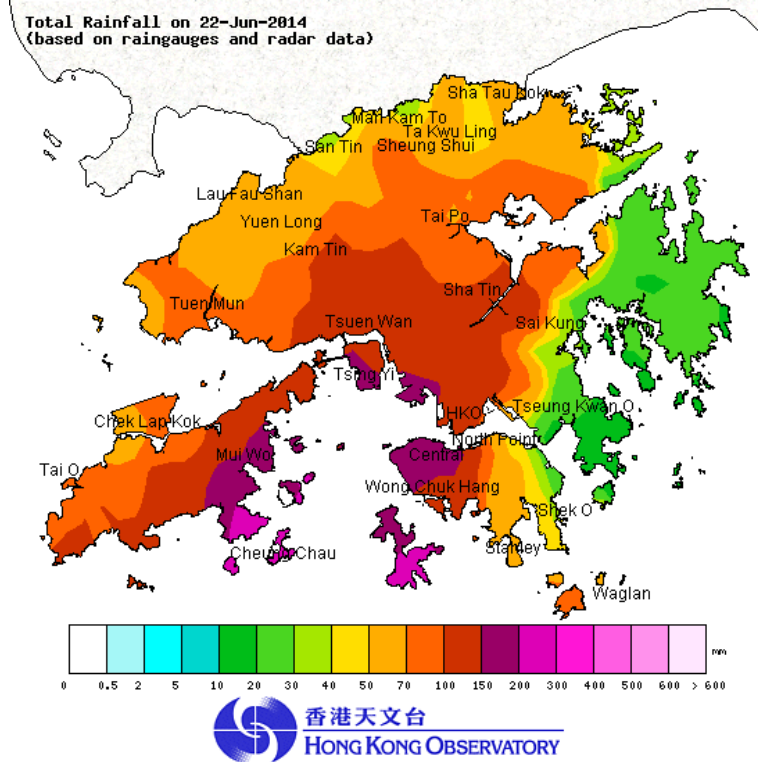 Total Rainfall on 22-Jun-2014
(based on raingauges and radar data)
Sha Tau Kok
Man Kam To
Ta Kwu Ling
San Tin
Sheung Shui
Lau Fau Shan
Yuen Long
Tai Po
Kam Tin
Sha Tin
Tuen Mun
Tsuen Wan
Sai Kung
Tsing Yi
Chek Lap Kok
HKO
Tseung Kwan O
North Point
Mui Wo
Central
Tai O
Wong Chuk Hang
Shek O
Cheung Chau
Stanley
Waglan
mm
0 0.5 2 5 10 20 30 40 50 70 100 150 200 300 400 500 600 > 600
香港天文台
HONG KONG OBSERVATORY